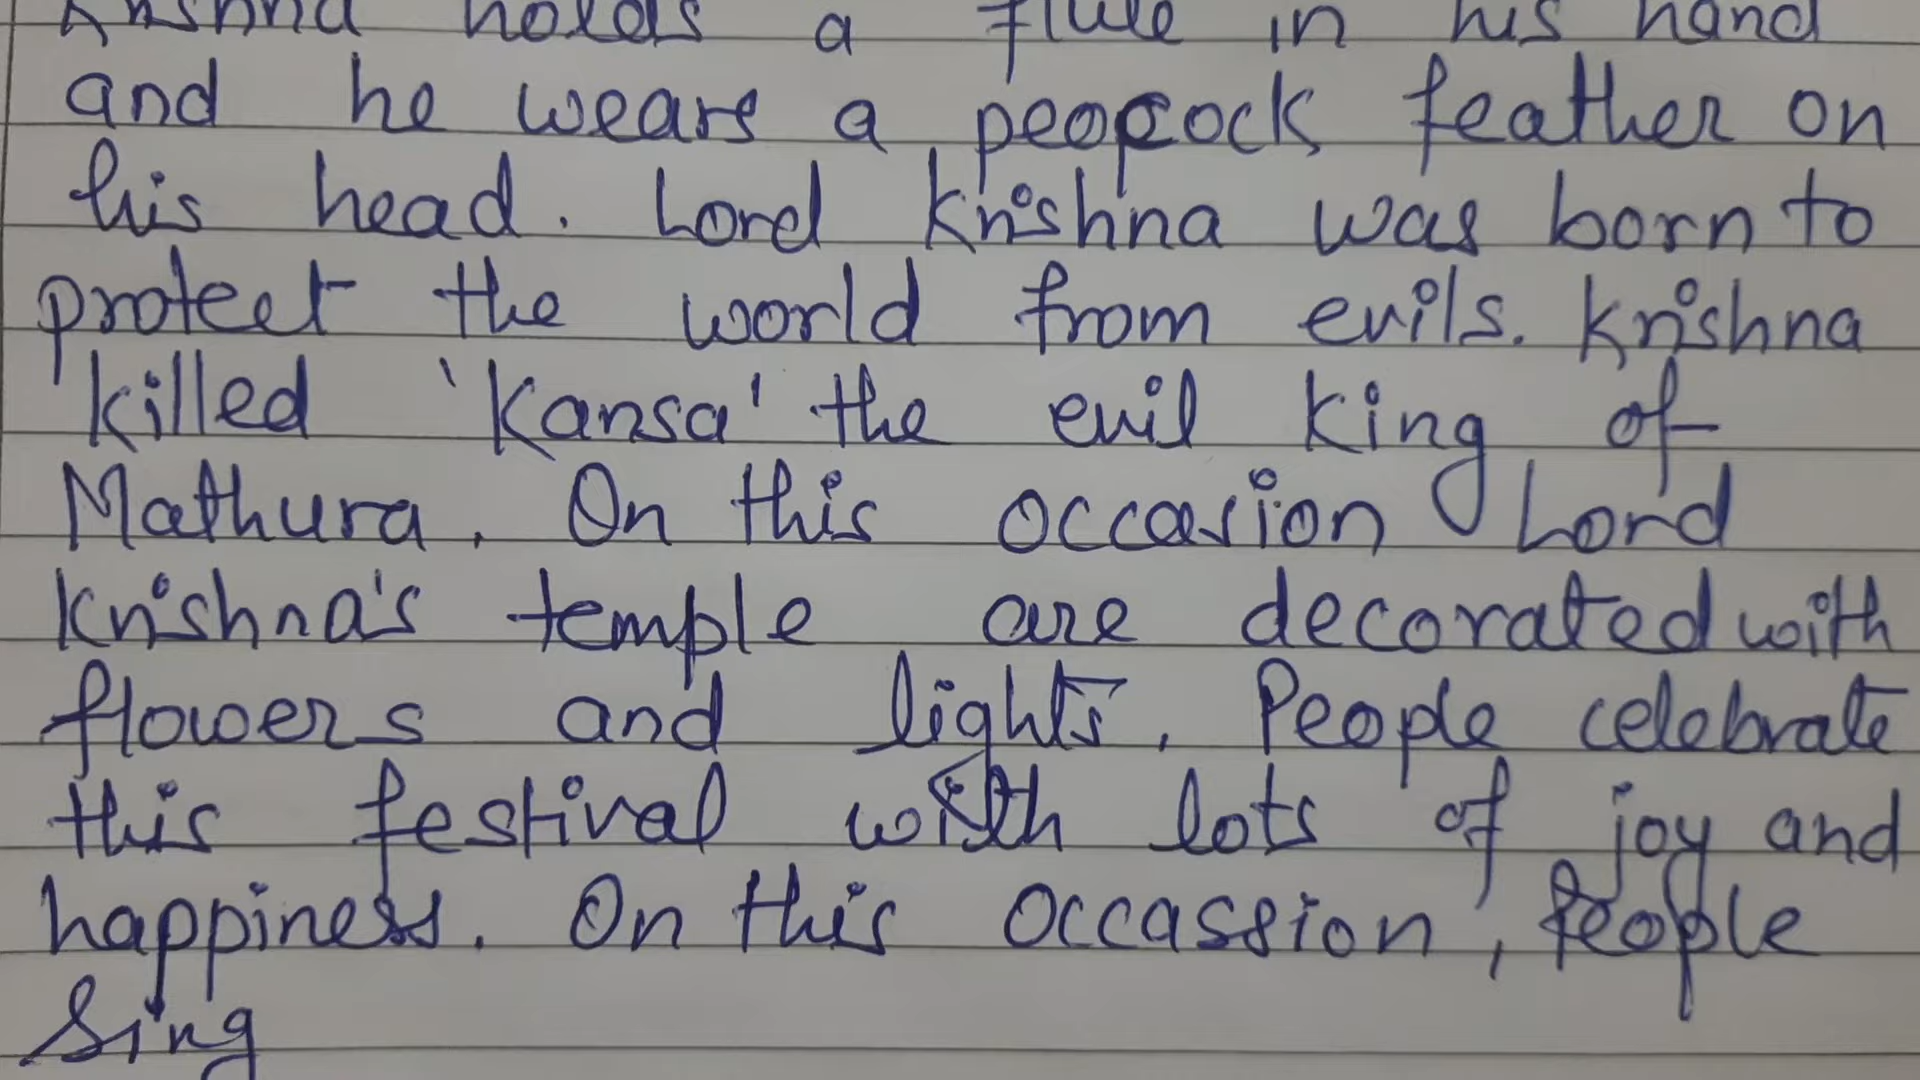 Krishna holds a flute in his hand
and he wears a peopcock feather on
his head. Lord Krishna was born to
protect the world from evils. Krishna
killed 'Kansa' the evil king of
Mathura. On this occasion Lord
Krishna's temple are decorated with
flowers and lights. People celebrate
this festival with lots of joy and
happiness. On this occassion, people
Sing